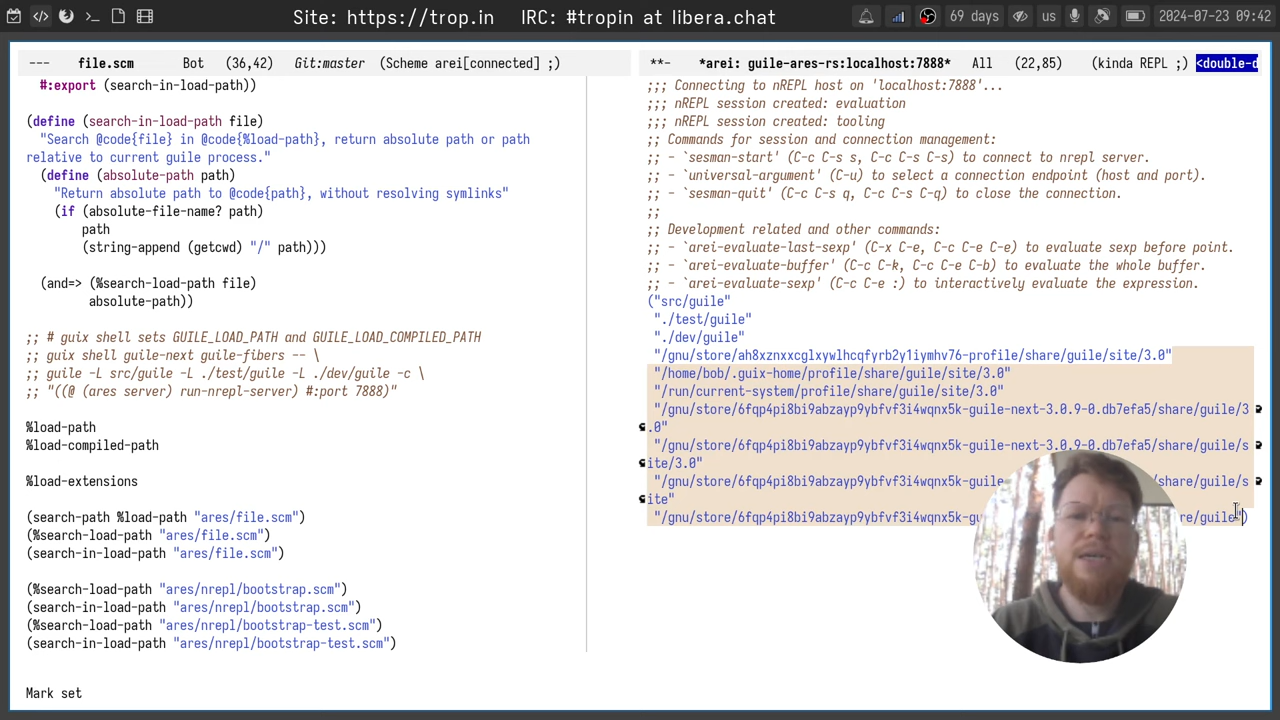 Site: https://trop.in IRC: #tropin at libera.chat
69 days us 2024-07-23 09:42
--- file.scm Bot (36,42) Git:master (Scheme arei[connected] ;)
#:export (search-in-load-path))
(define (search-in-load-path file)
"Search @code{file} in @code{%load-path}, return absolute path or path
relative to current guile process."
(define (absolute-path path)
"Return absolute path to @code{path}, without resolving symlinks"
(if (absolute-file-name? path)
path
(string-append (getcwd) "/" path)))
(and=> (%search-load-path file)
absolute-path))
;; # guix shell sets GUILE_LOAD_PATH and GUILE_LOAD_COMPILED_PATH
;; guix shell guile-next guile-fibers -- \
;; guile -L src/guile -L ./test/guile -L ./dev/guile -c \
;; "((@ (ares server) run-nrepl-server) #:port 7888)"
%load-path
%load-compiled-path
%load-extensions
(search-path %load-path "ares/file.scm")
(%search-load-path "ares/file.scm")
(search-in-load-path "ares/file.scm")
(%search-load-path "ares/nrepl/bootstrap.scm")
(search-in-load-path "ares/nrepl/bootstrap.scm")
(%search-load-path "ares/nrepl/bootstrap-test.scm")
(search-in-load-path "ares/nrepl/bootstrap-test.scm")
**- *arei: guile-ares-rs:localhost:7888* All (22,85) (kinda REPL ;) <double-d
;;; Connecting to nREPL host on 'localhost:7888'...
;;; nREPL session created: evaluation
;;; nREPL session created: tooling
;; Commands for session and connection management:
;; - `sesman-start' (C-c C-s s, C-c C-s C-s) to connect to nrepl server.
;; - `universal-argument' (C-u) to select a connection endpoint (host and port).
;; - `sesman-quit' (C-c C-s q, C-c C-s C-q) to close the connection.
;;
;; Development related and other commands:
;; - `arei-evaluate-last-sexp' (C-x C-e, C-c C-e C-e) to evaluate sexp before point.
;; - `arei-evaluate-buffer' (C-c C-k, C-c C-e C-b) to evaluate the whole buffer.
;; - `arei-evaluate-sexp' (C-c C-e :) to interactively evaluate the expression.
("src/guile"
"./test/guile"
"./dev/guile"
"/gnu/store/ah8xznxxcglxywlhcqfyrb2y1iymhv76-profile/share/guile/site/3.0"
"/home/bob/.guix-home/profile/share/guile/site/3.0"
"/run/current-system/profile/share/guile/site/3.0"
"/gnu/store/6fqp4pi8bi9abzayp9ybfvf3i4wqnx5k-guile-next-3.0.9-0.db7efa5/share/guile/3
.0"
"/gnu/store/6fqp4pi8bi9abzayp9ybfvf3i4wqnx5k-guile-next-3.0.9-0.db7efa5/share/guile/s
ite/3.0"
"/gnu/store/6fqp4pi8bi9abzayp9ybfvf3i4wqnx5k-guile- share/guile/s
ite"
"/gnu/store/6fqp4pi8bi9abzayp9ybfvf3i4wqnx5k-gu re/guile")
Mark set